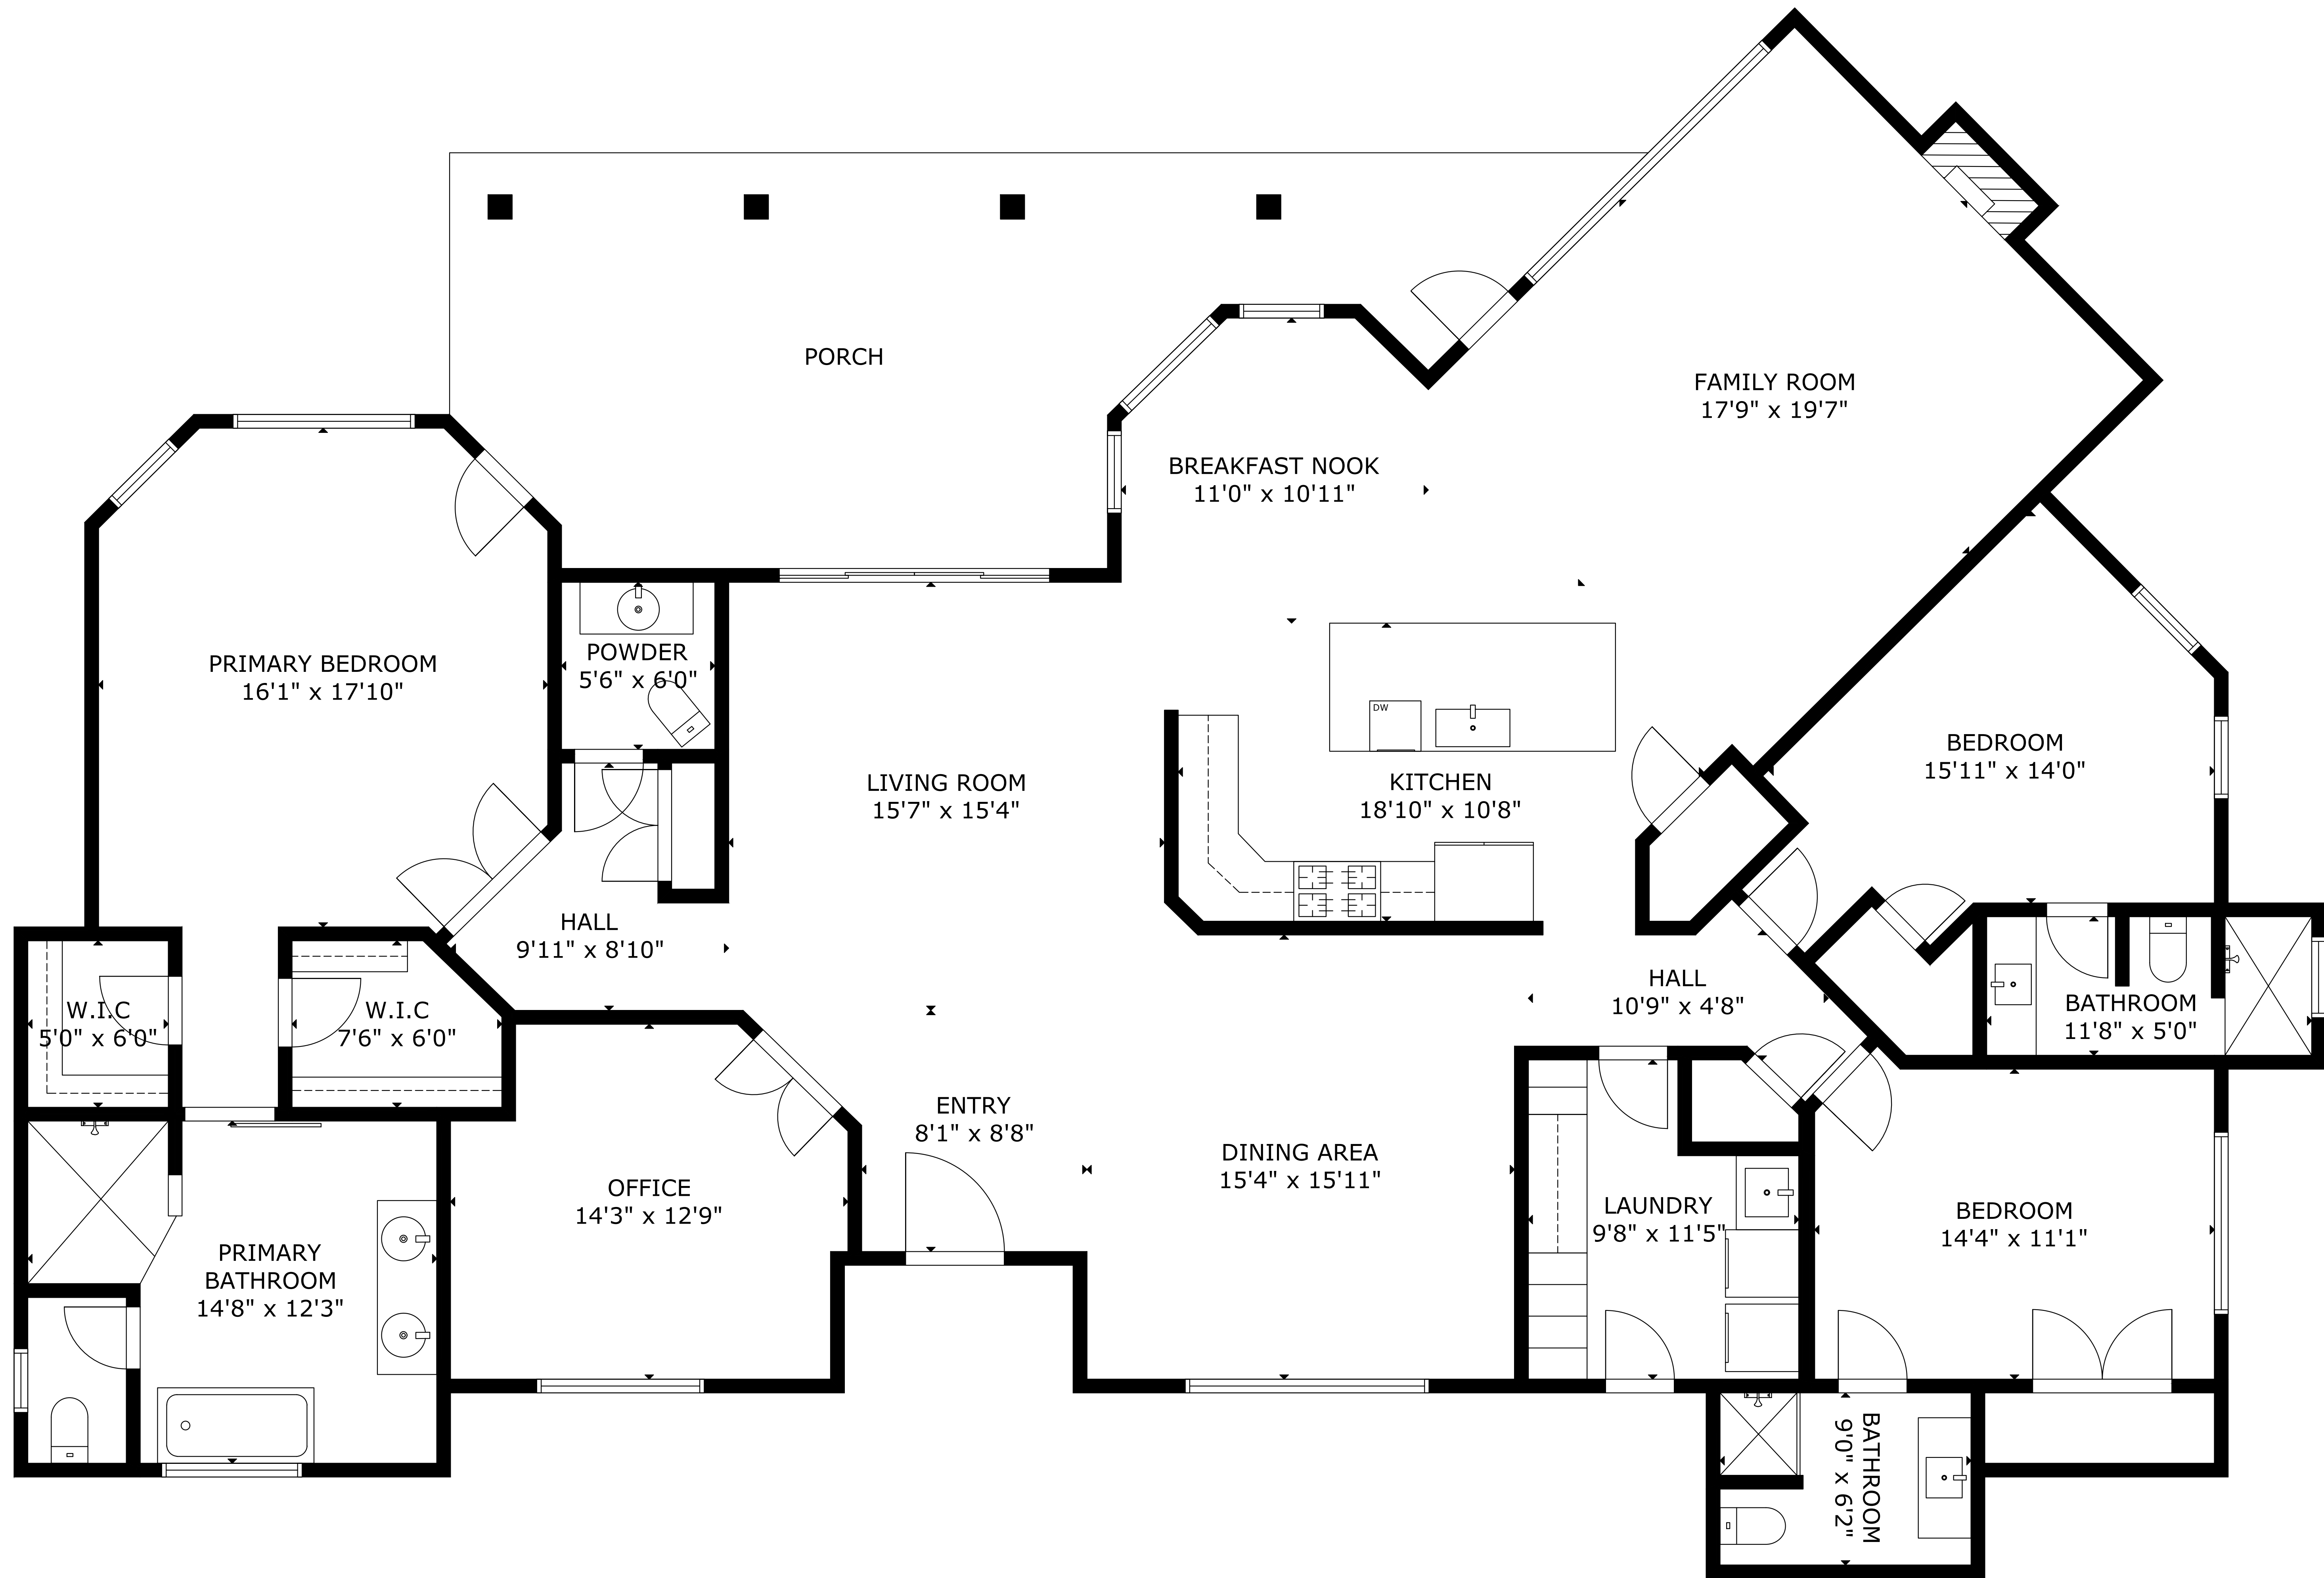 PORCH
FAMILY ROOM
17'9" x 19'7"
BREAKFAST NOOK
11'0" x 10'11"
PRIMARY BEDROOM
16'1" x 17'10"
POWDER
5'6" x 6'0"
DW
LIVING ROOM
15'7" x 15'4"
KITCHEN
18'10" x 10'8"
BEDROOM
15'11" x 14'0"
HALL
9'11" x 8'10"
W.I.C
5'0" x 6'0"
W.I.C
7'6" x 6'0"
HALL
10'9" x 4'8"
BATHROOM
11'8" x 5'0"
ENTRY
8'1" x 8'8"
DINING AREA
15'4" x 15'11"
OFFICE
14'3" x 12'9"
LAUNDRY
9'8" x 11'5"
BEDROOM
14'4" x 11'1"
PRIMARY
BATHROOM
14'8" x 12'3"
BATHROOM
9'0" x 6'2"